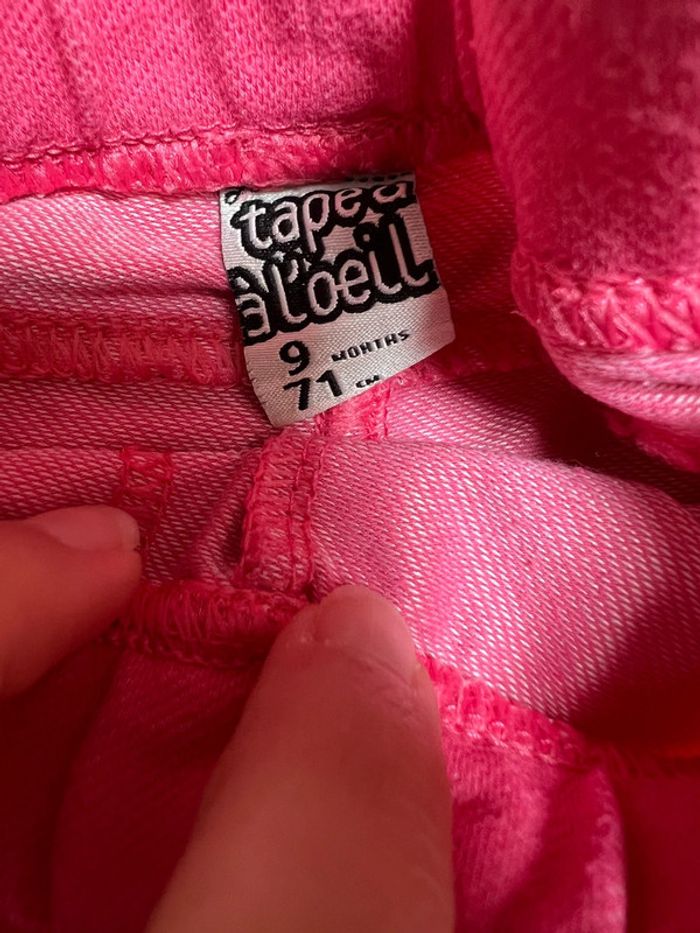 tape à
à l'oeil
9 MONTHS
71 CM